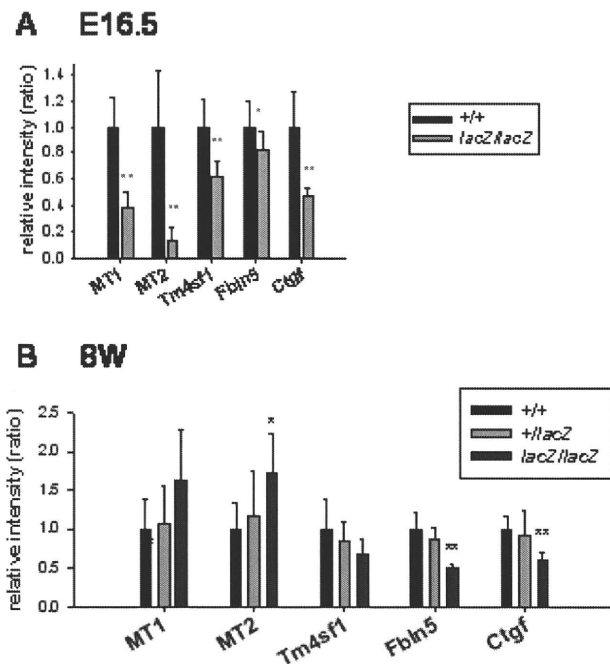 A E16.5
relative intensity (ratio)
1.4
1.2
1.0
0.8
0.6
0.4
0.2
0.0
** ** ** * **
MT1 MT2 Tm4sf1 Fbln5 Ctgf
+/+
lacZ/lacZ
B 8W
relative intensity (ratio)
2.5
2.0
1.5
1.0
0.5
0.0
* * ** **
MT1 MT2 Tm4sf1 Fbln5 Ctgf
+/+
+/lacZ
lacZ/lacZ